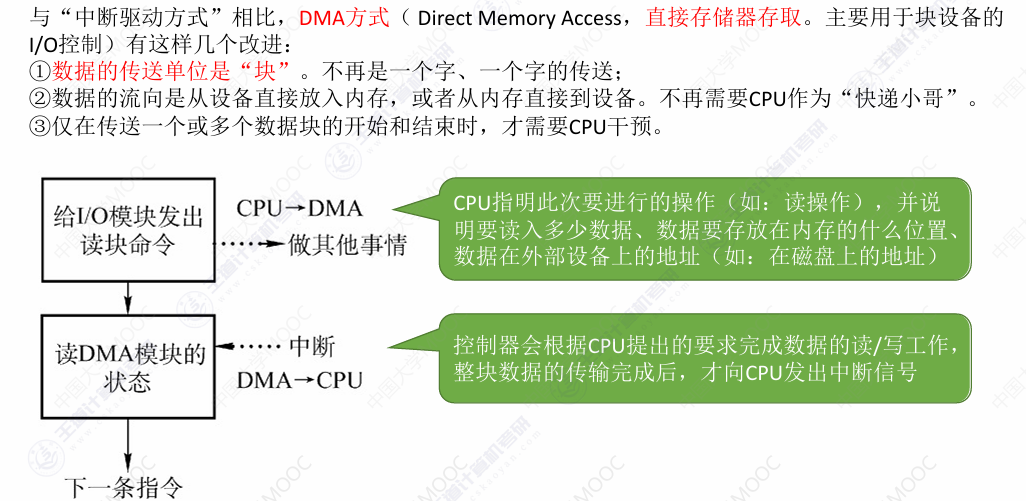 与“中断驱动方式”相比，DMA方式（ Direct Memory Access，直接存储器存取。主要用于块设备的
I/O控制）有这样几个改进：
①数据的传送单位是“块”。不再是一个字、一个字的传送；
②数据的流向是从设备直接放入内存，或者从内存直接到设备。不再需要CPU作为“快递小哥”。
③仅在传送一个或多个数据块的开始和结束时，才需要CPU干预。
给I/O模块发出
读块命令
CPU→DMA
做其他事情
CPU指明此次要进行的操作（如：读操作），并说
明要读入多少数据、数据要存放在内存的什么位置、
数据在外部设备上的地址（如：在磁盘上的地址）
读DMA模块的
状态
中断
DMA→CPU
控制器会根据CPU提出的要求完成数据的读/写工作，
整块数据的传输完成后，才向CPU发出中断信号
下一条指令